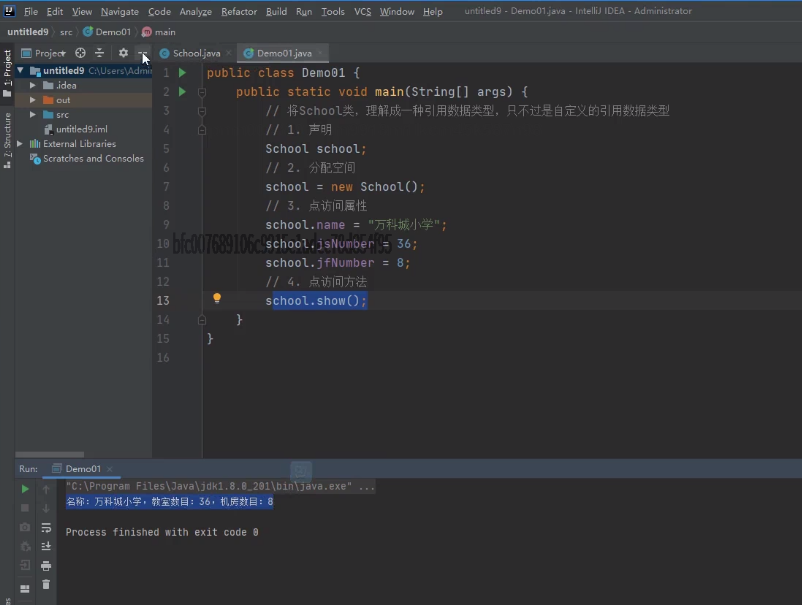 File Edit View Navigate Code Analyze Refactor Build Run Tools VCS Window Help untitled9 - Demo01.java - IntelliJ IDEA - Administrator
untitled9 src Demo01 main
Project School.java Demo01.java
1: Project
7: Structure
untitled9 C:\Users\Admin
.idea
out
src
untitled9.iml
External Libraries
Scratches and Consoles
1 public class Demo01 {
2 public static void main(String[] args) {
3 // 将School类，理解成一种引用数据类型，只不过是自定义的引用数据类型
4 // 1. 声明
5 School school;
6 // 2. 分配空间
7 school = new School();
8 // 3. 点访问属性
9 school.name = "万科城小学";
10 school.jsNumber = 36;
11 school.jfNumber = 8;
12 // 4. 点访问方法
13 school.show();
14 }
15 }
16
Run: Demo01
"C:\Program Files\Java\jdk1.8.0_201\bin\java.exe" ...
名称：万科城小学，教室数目：36，机房数目：8
Process finished with exit code 0